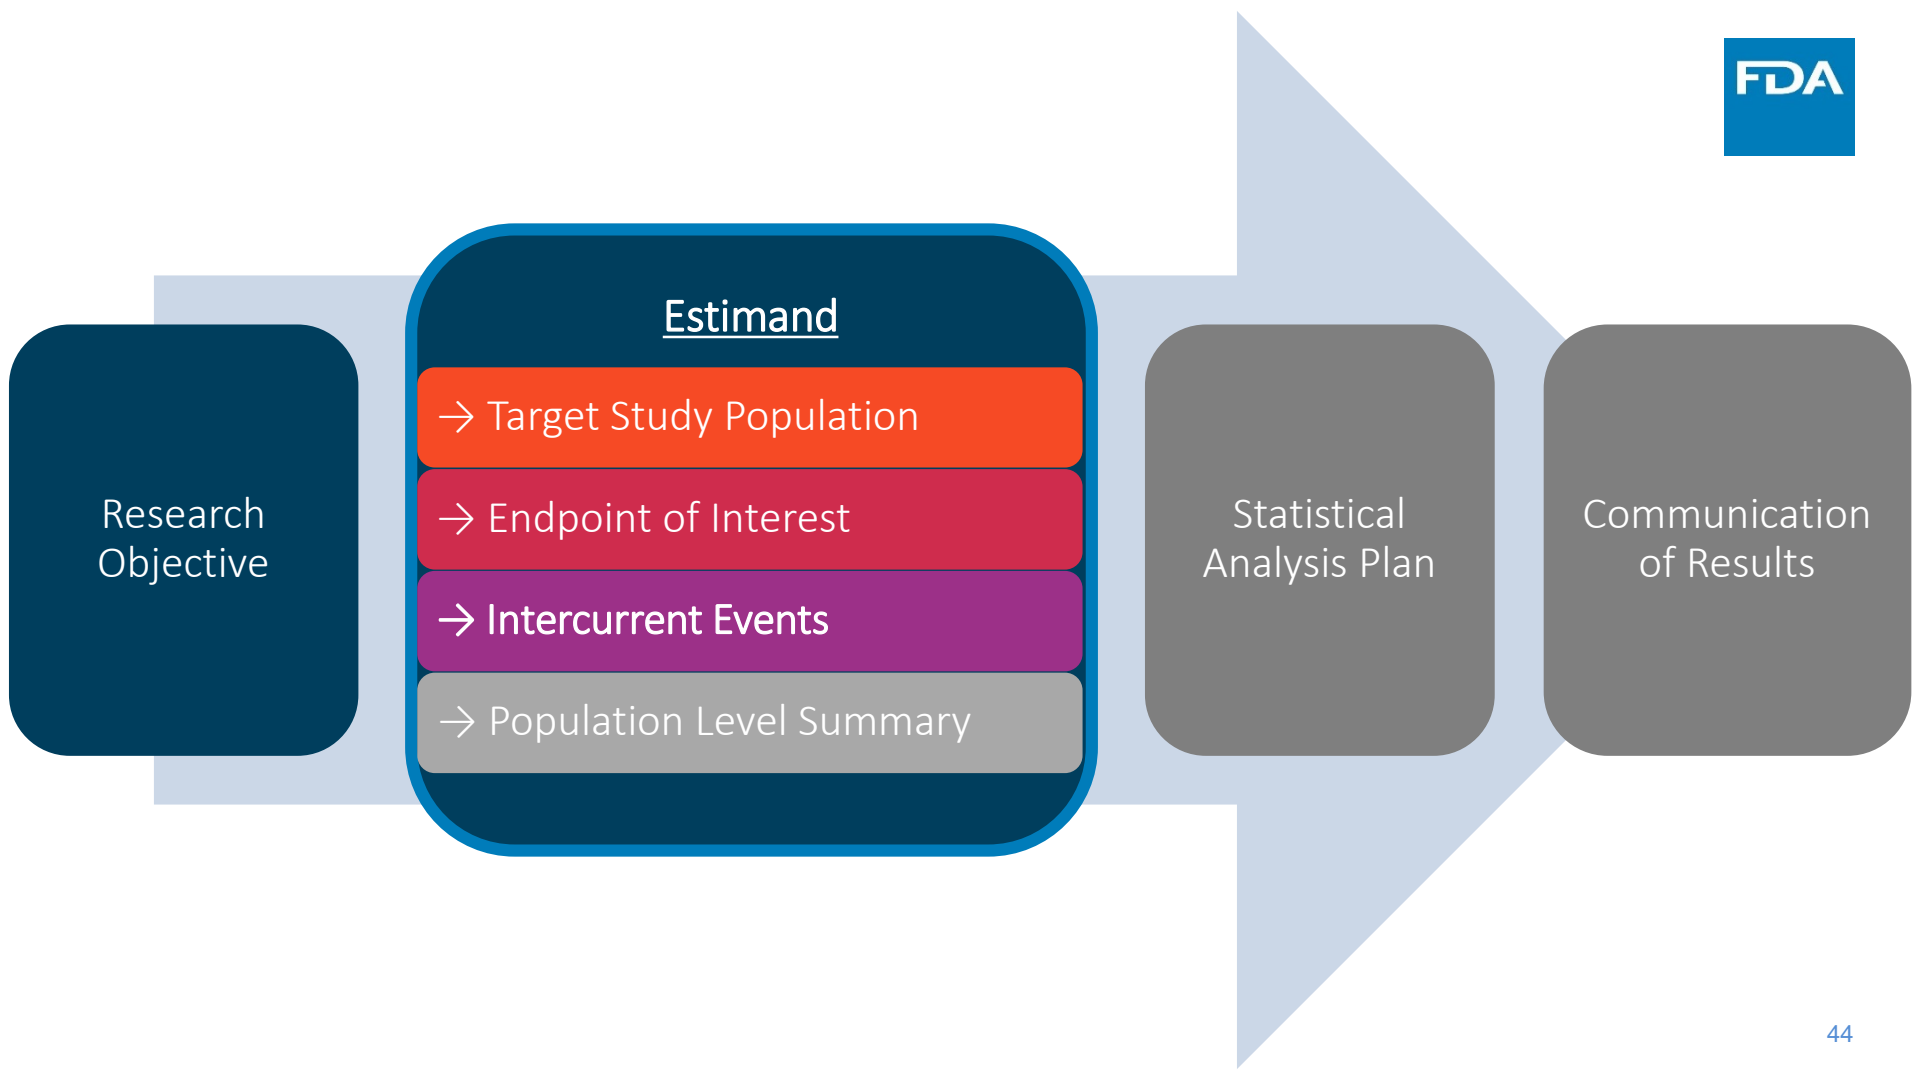 FDA
Research
Objective
Estimand
→ Target Study Population
→ Endpoint of Interest
→ Intercurrent Events
→ Population Level Summary
Statistical
Analysis Plan
Communication
of Results
44